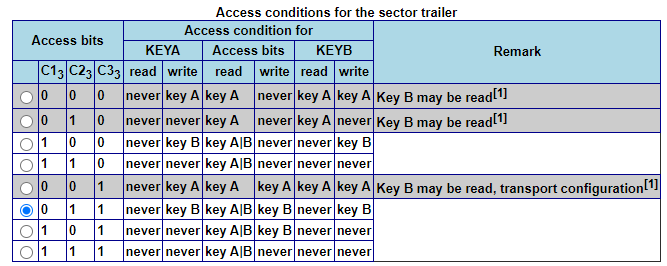 Access conditions for the sector trailer
Access bits Access condition for Remark
KEYA Access bits KEYB
C1₃ C2₃ C3₃ read write read write read write
0 0 0 never key A key A never key A key A Key B may be read[1]
0 1 0 never never key A never key A never Key B may be read[1]
1 0 0 never key B key A|B never never key B
1 1 0 never never key A|B never never never
0 0 1 never key A key A key A key A key A Key B may be read, transport configuration[1]
0 1 1 never key B key A|B key B never key B
1 0 1 never never key A|B key B never never
1 1 1 never never key A|B never never never